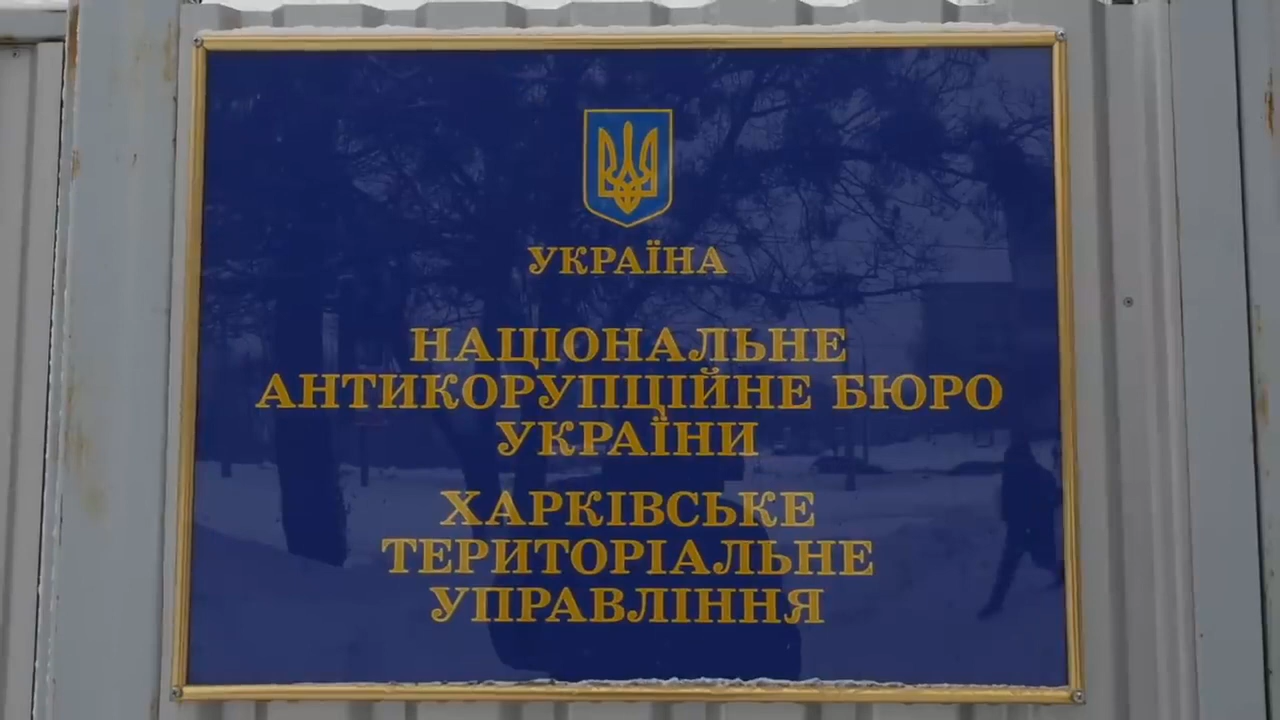 УКРАЇНА
НАЦІОНАЛЬНЕ
АНТИКОРУПЦІЙНЕ БЮРО
УКРАЇНИ
ХАРКІВСЬКЕ
ТЕРИТОРІАЛЬНЕ
УПРАВЛІННЯ